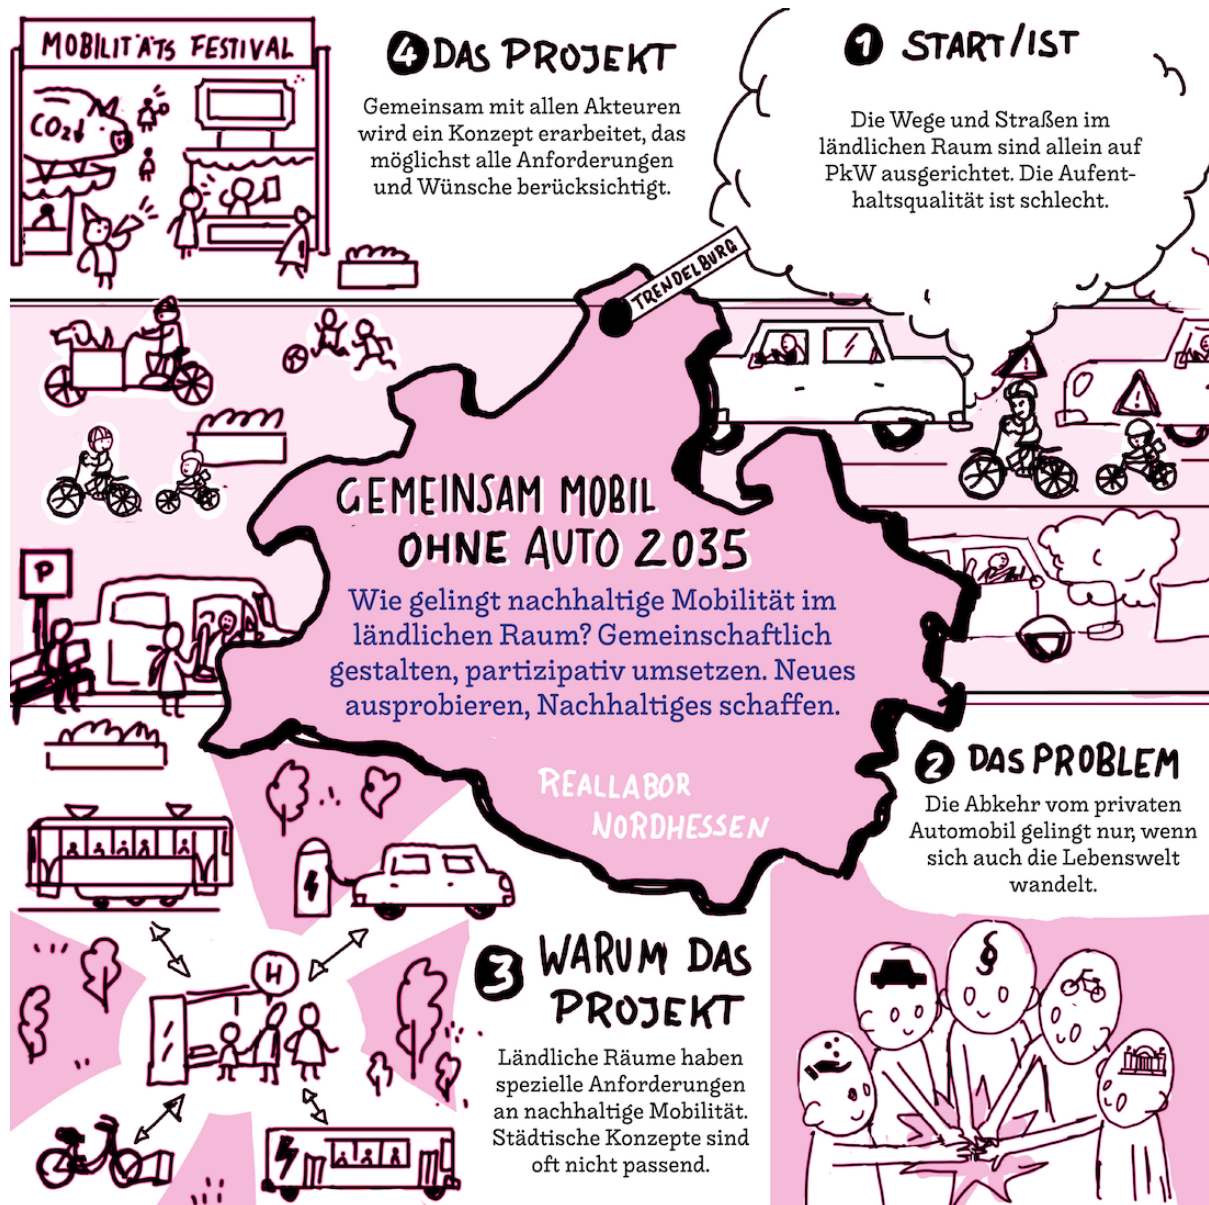 MOBILITÄTS FESTIVAL
CO2↓
4 DAS PROJEKT
Gemeinsam mit allen Akteuren
wird ein Konzept erarbeitet, das
möglichst alle Anforderungen
und Wünsche berücksichtigt.
1 START/IST
Die Wege und Straßen im
ländlichen Raum sind allein auf
PkW ausgerichtet. Die Aufent-
haltsqualität ist schlecht.
TRENDELBURG
GEMEINSAM MOBIL
OHNE AUTO 2035
Wie gelingt nachhaltige Mobilität im
ländlichen Raum? Gemeinschaftlich
gestalten, partizipativ umsetzen. Neues
ausprobieren, Nachhaltiges schaffen.
REALLABOR
NORDHESSEN
P
!
!
2 DAS PROBLEM
Die Abkehr vom privaten
Automobil gelingt nur, wenn
sich auch die Lebenswelt
wandelt.
§
H
3 WARUM DAS
PROJEKT
Ländliche Räume haben
spezielle Anforderungen
an nachhaltige Mobilität.
Städtische Konzepte sind
oft nicht passend.